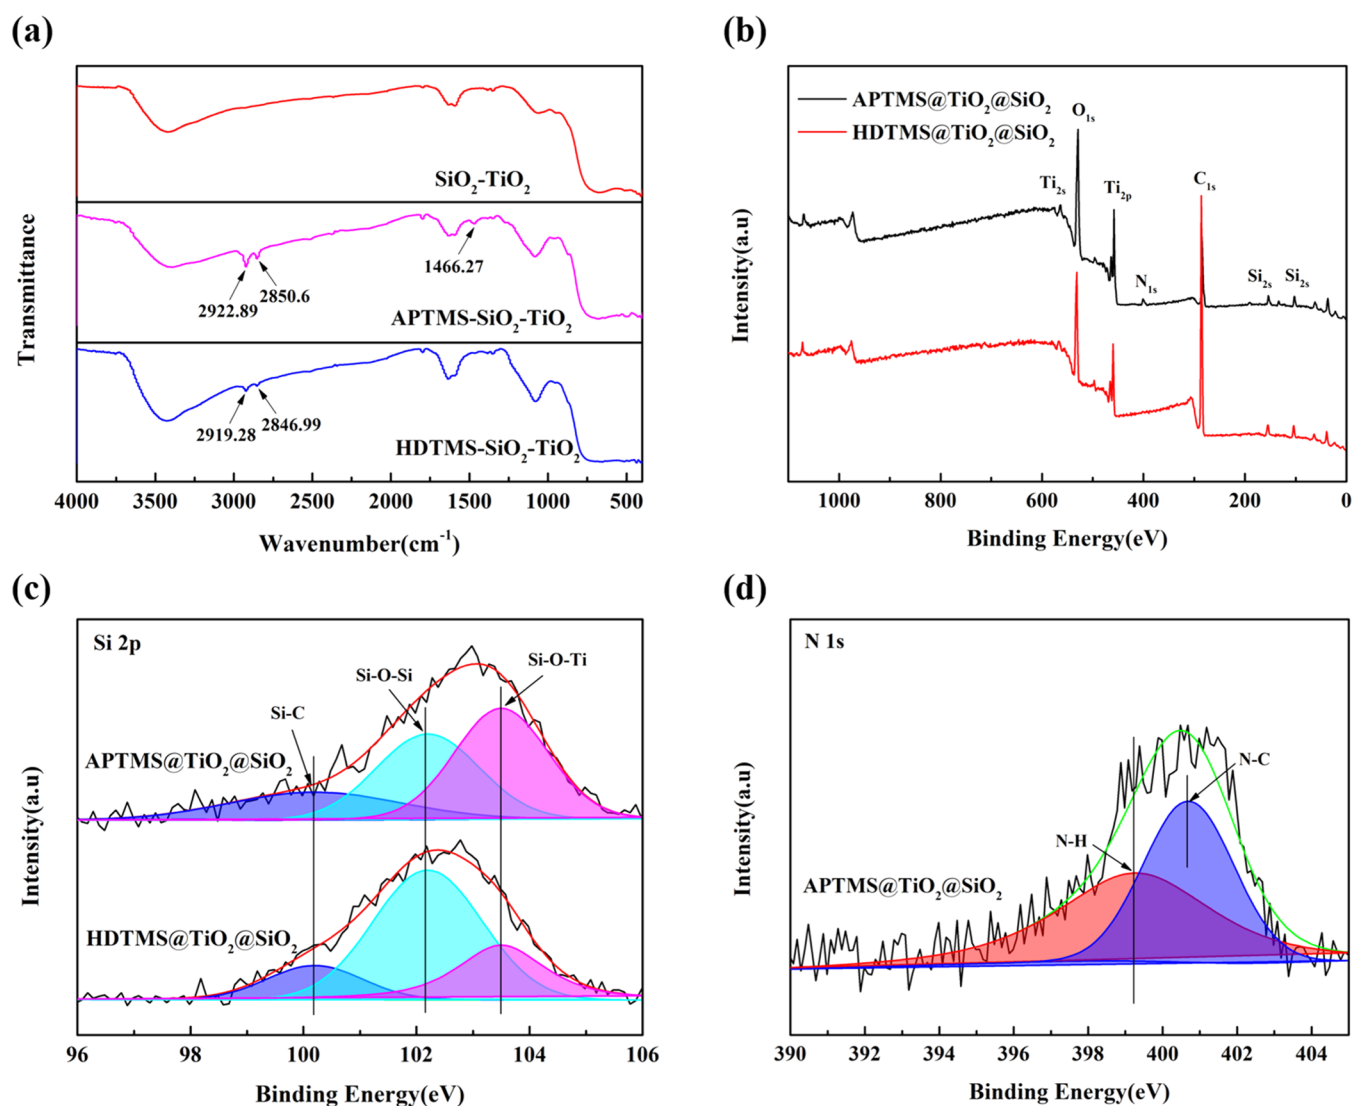 (a)
SiO2-TiO2
2922.89
2850.6
1466.27
APTMS-SiO2-TiO2
2919.28
2846.99
HDTMS-SiO2-TiO2
Transmittance
4000 3500 3000 2500 2000 1500 1000 500
Wavenumber(cm-1)
(b)
APTMS@TiO2@SiO2
HDTMS@TiO2@SiO2
O1s
Ti2s
Ti2p
C1s
N1s
Si2s
Si2s
Intensity(a.u)
1000 800 600 400 200 0
Binding Energy(eV)
(c)
Si 2p
Si-O-Ti
Si-O-Si
Si-C
APTMS@TiO2@SiO2
HDTMS@TiO2@SiO2
Intensity(a.u)
96 98 100 102 104 106
Binding Energy(eV)
(d)
N 1s
N-C
N-H
APTMS@TiO2@SiO2
Intensity(a.u)
390 392 394 396 398 400 402 404
Binding Energy(eV)